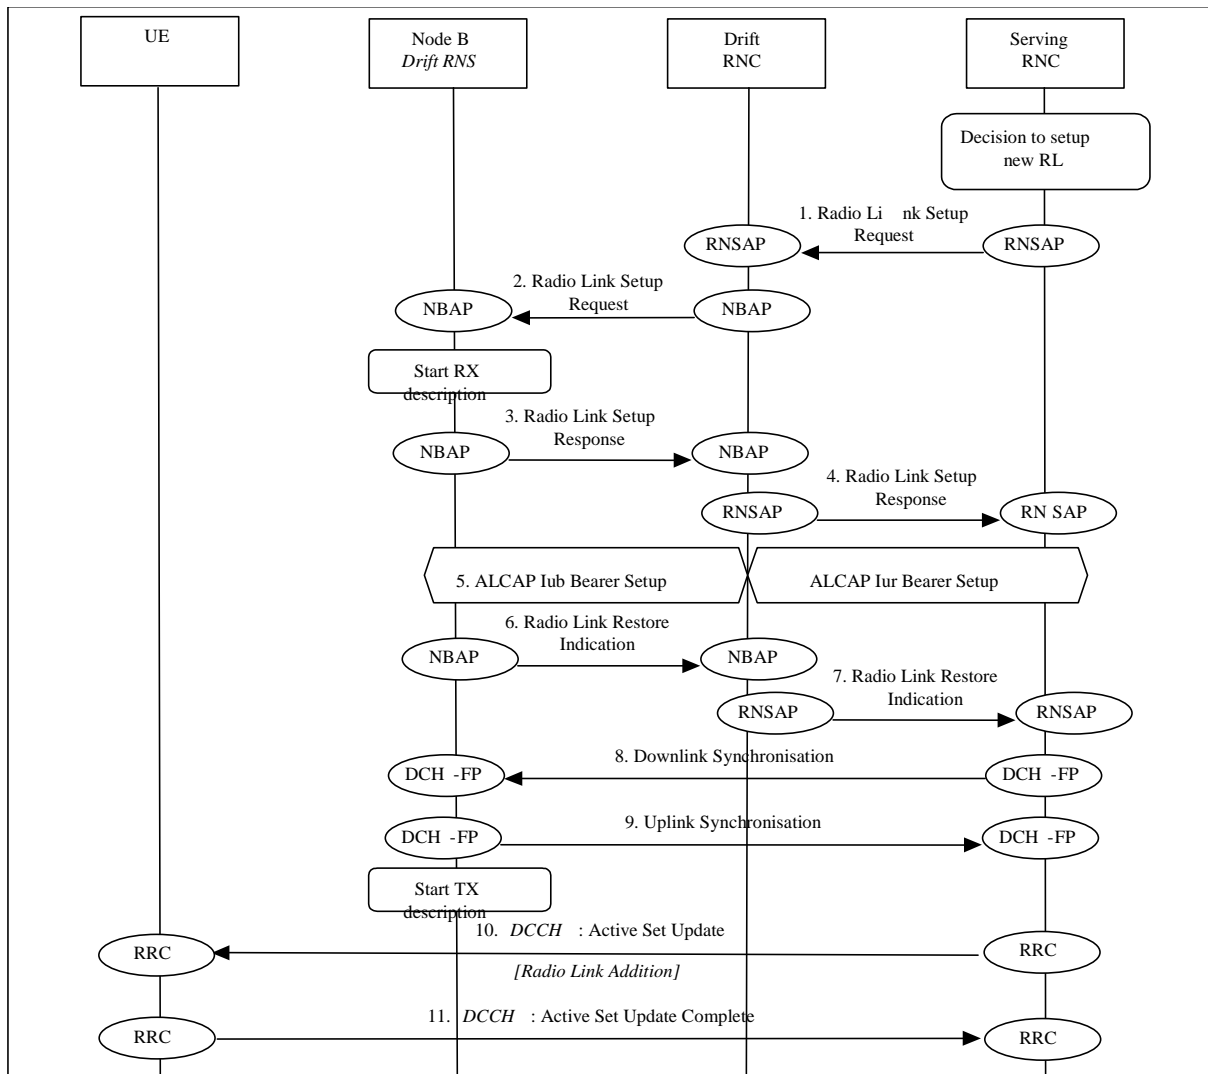 UE
Node B
Drift RNS
Drift
RNC
Serving
RNC
Decision to setup
new RL
1. Radio Li nk Setup
Request
RNSAP
RNSAP
2. Radio Link Setup
Request
NBAP
NBAP
Start RX
description
3. Radio Link Setup
Response
NBAP
NBAP
4. Radio Link Setup
Response
RNSAP
RN SAP
5. ALCAP Iub Bearer Setup
ALCAP Iur Bearer Setup
6. Radio Link Restore
Indication
NBAP
NBAP
7. Radio Link Restore
Indication
RNSAP
RNSAP
8. Downlink Synchronisation
DCH -FP
DCH -FP
9. Uplink Synchronisation
DCH -FP
DCH -FP
Start TX
description
10. DCCH : Active Set Update
RRC
RRC
[Radio Link Addition]
11. DCCH : Active Set Update Complete
RRC
RRC